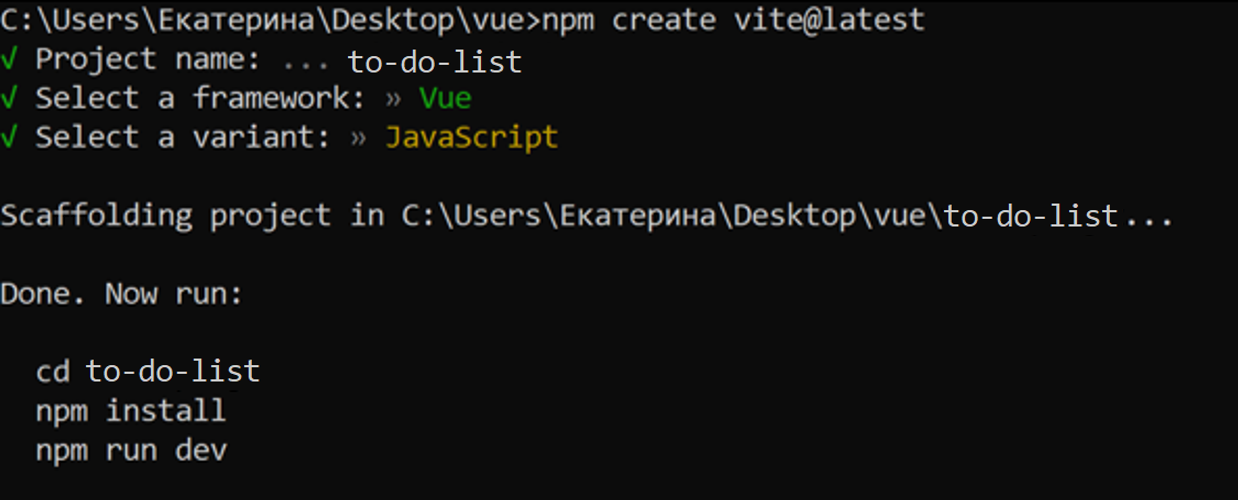 C:\Users\Екатерина\Desktop\vue>npm create vite@latest
√ Project name: ... to-do-list
√ Select a framework: » Vue
√ Select a variant: » JavaScript
Scaffolding project in C:\Users\Екатерина\Desktop\vue\to-do-list...
Done. Now run:
cd to-do-list
npm install
npm run dev